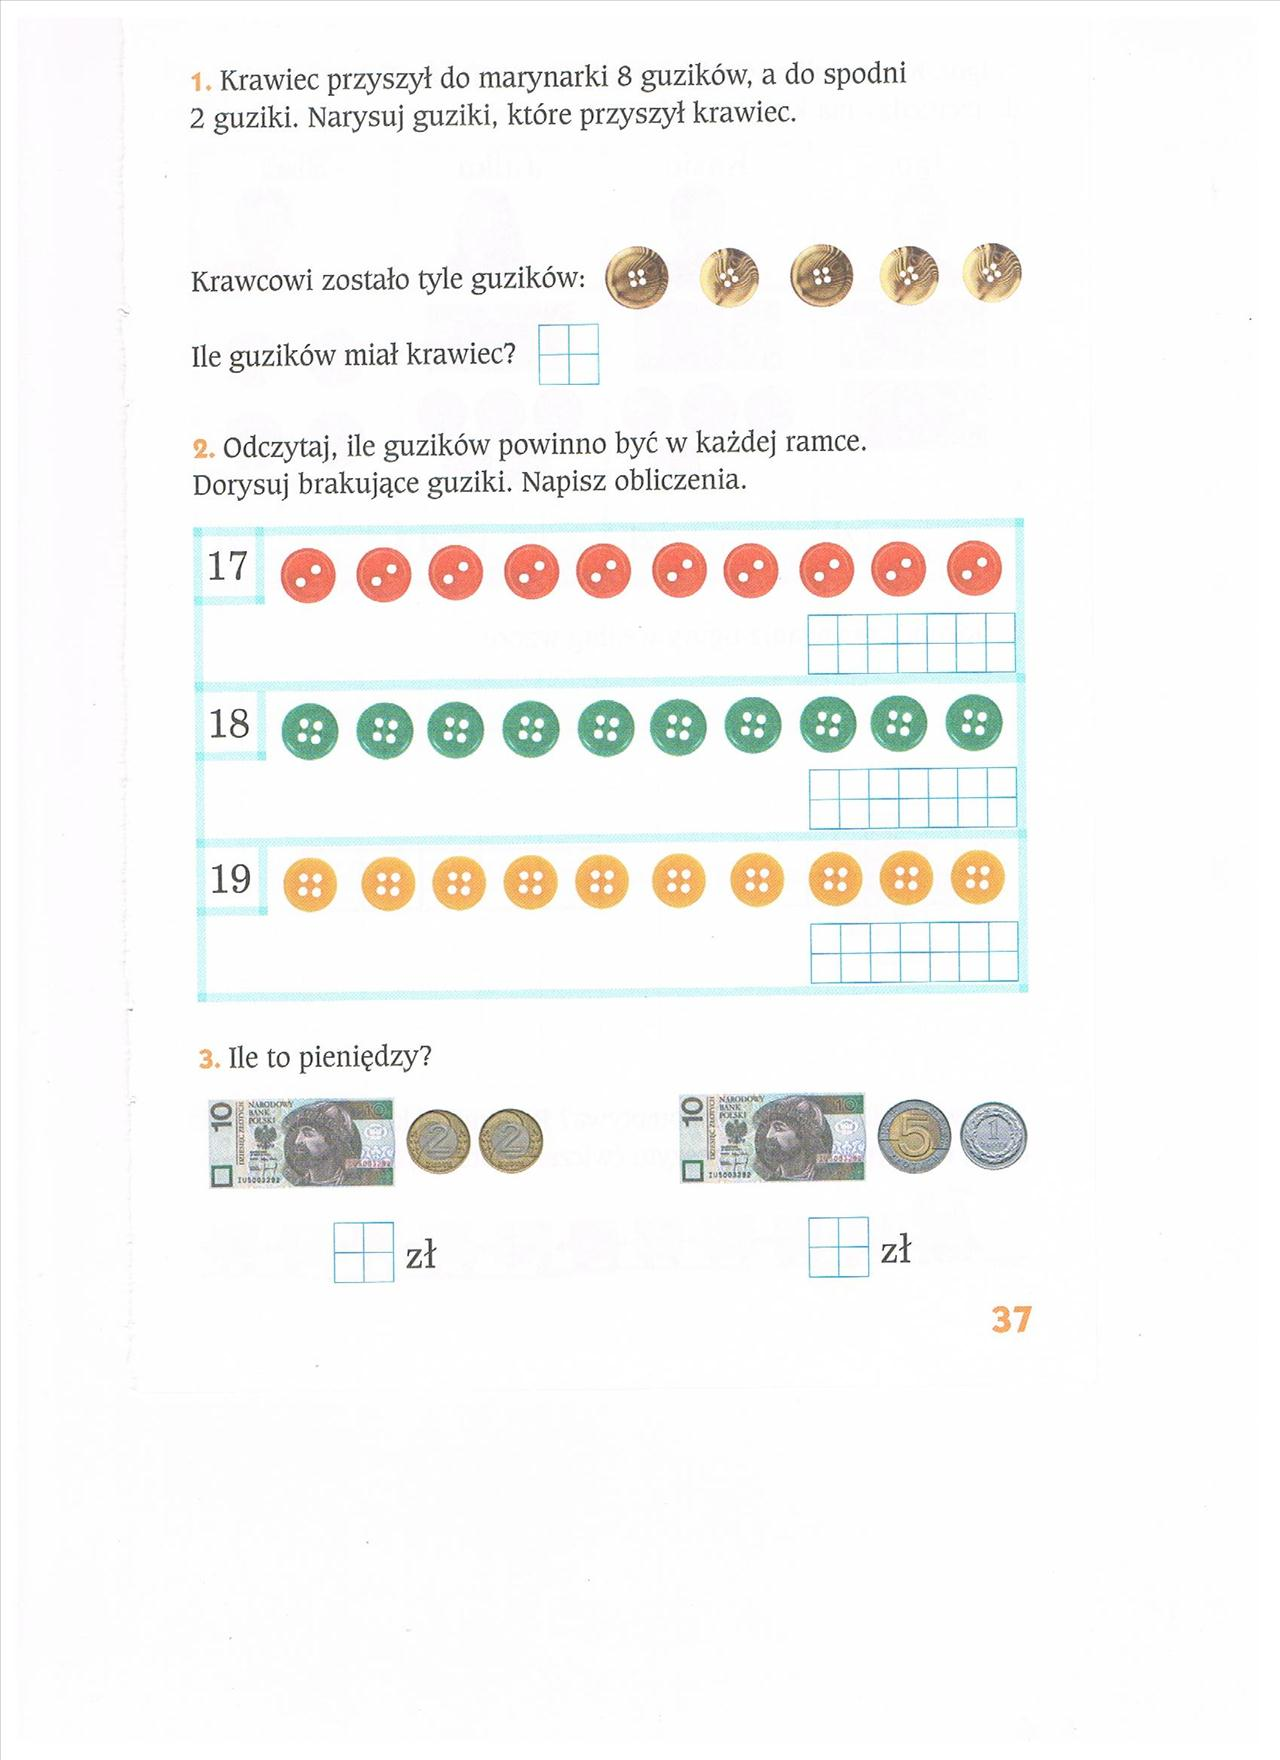 1. Krawiec przyszył do marynarki 8 guzików, a do spodni
2 guziki. Narysuj guziki, które przyszył krawiec.
Krawcowi zostało tyle guzików:
Ile guzików miał krawiec?
2. Odczytaj, ile guzików powinno być w każdej ramce.
Dorysuj brakujące guziki. Napisz obliczenia.
17
18
19
3. Ile to pieniędzy?
10 NARODOWY BANK POLSKI 10 2 2
10 NARODOWY BANK POLSKI 10 5 1
zł zł
37